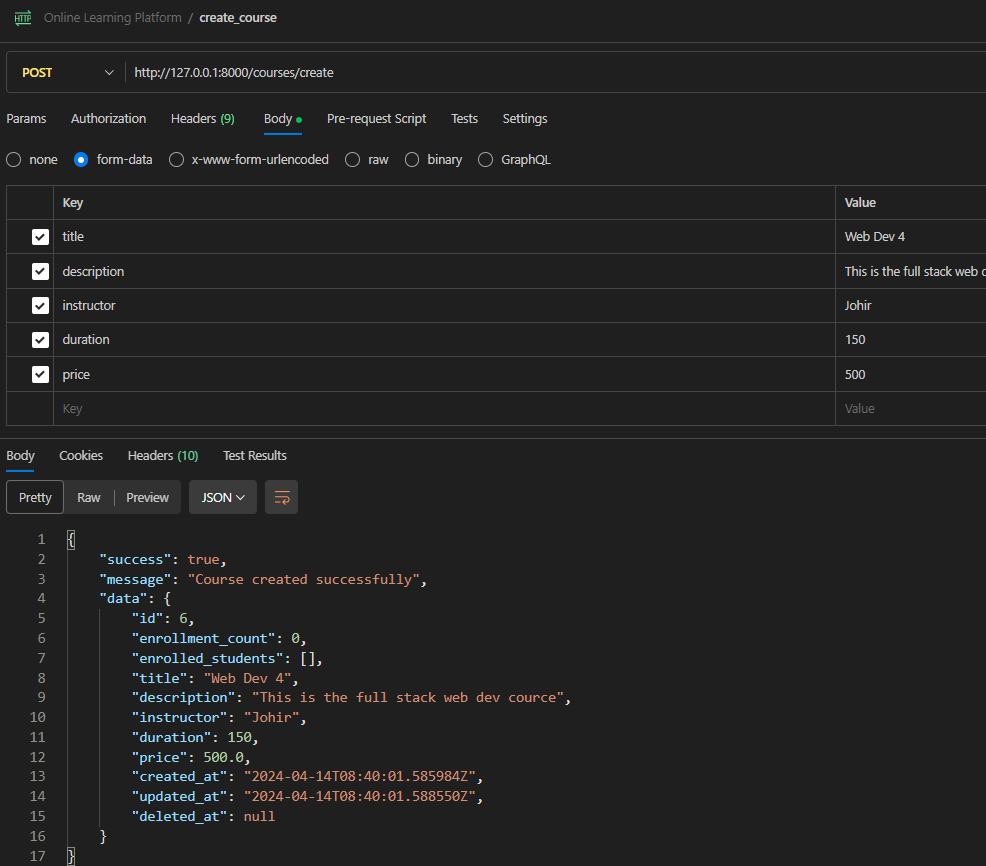 HTTP Online Learning Platform / create_course
POST http://127.0.0.1:8000/courses/create
Params Authorization Headers (9) Body Pre-request Script Tests Settings
none form-data x-www-form-urlencoded raw binary GraphQL
Key Value
title Web Dev 4
description This is the full stack web
instructor Johir
duration 150
price 500
Key Value
Body Cookies Headers (10) Test Results
Pretty Raw Preview JSON
1 {
2 "success": true,
3 "message": "Course created successfully",
4 "data": {
5 "id": 6,
6 "enrollment_count": 0,
7 "enrolled_students": [],
8 "title": "Web Dev 4",
9 "description": "This is the full stack web dev cource",
10 "instructor": "Johir",
11 "duration": 150,
12 "price": 500.0,
13 "created_at": "2024-04-14T08:40:01.585984Z",
14 "updated_at": "2024-04-14T08:40:01.588550Z",
15 "deleted_at": null
16 }
17 }